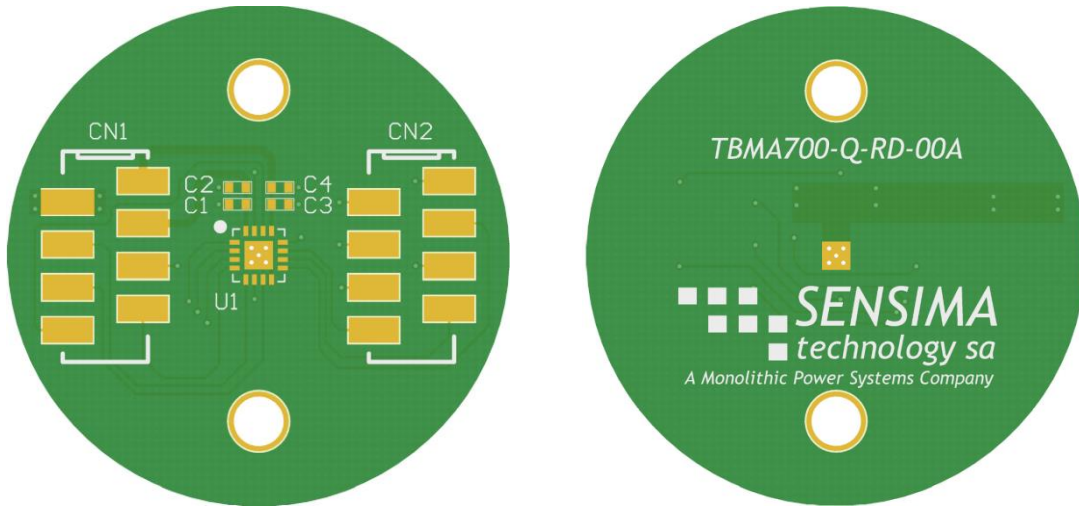 CN1
CN2
C2
C4
C1
C3
U1
TBMA700-Q-RD-00A
SENSIMA
technology sa
A Monolithic Power Systems Company